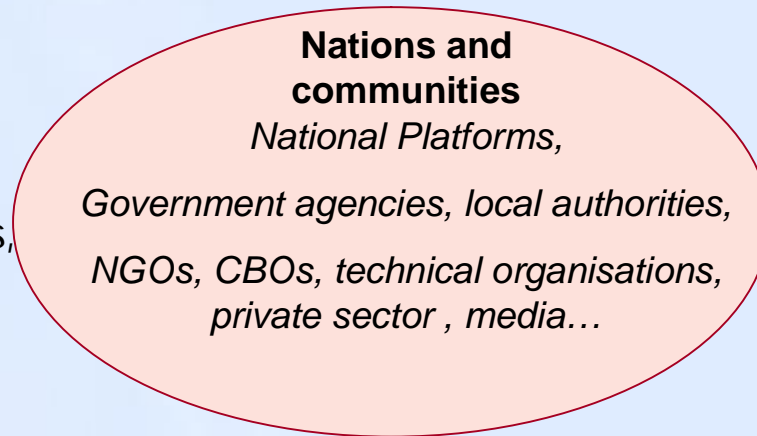 Nations and
communities
National Platforms,
Government agencies, local authorities,
NGOs, CBOs, technical organisations,
private sector , media…